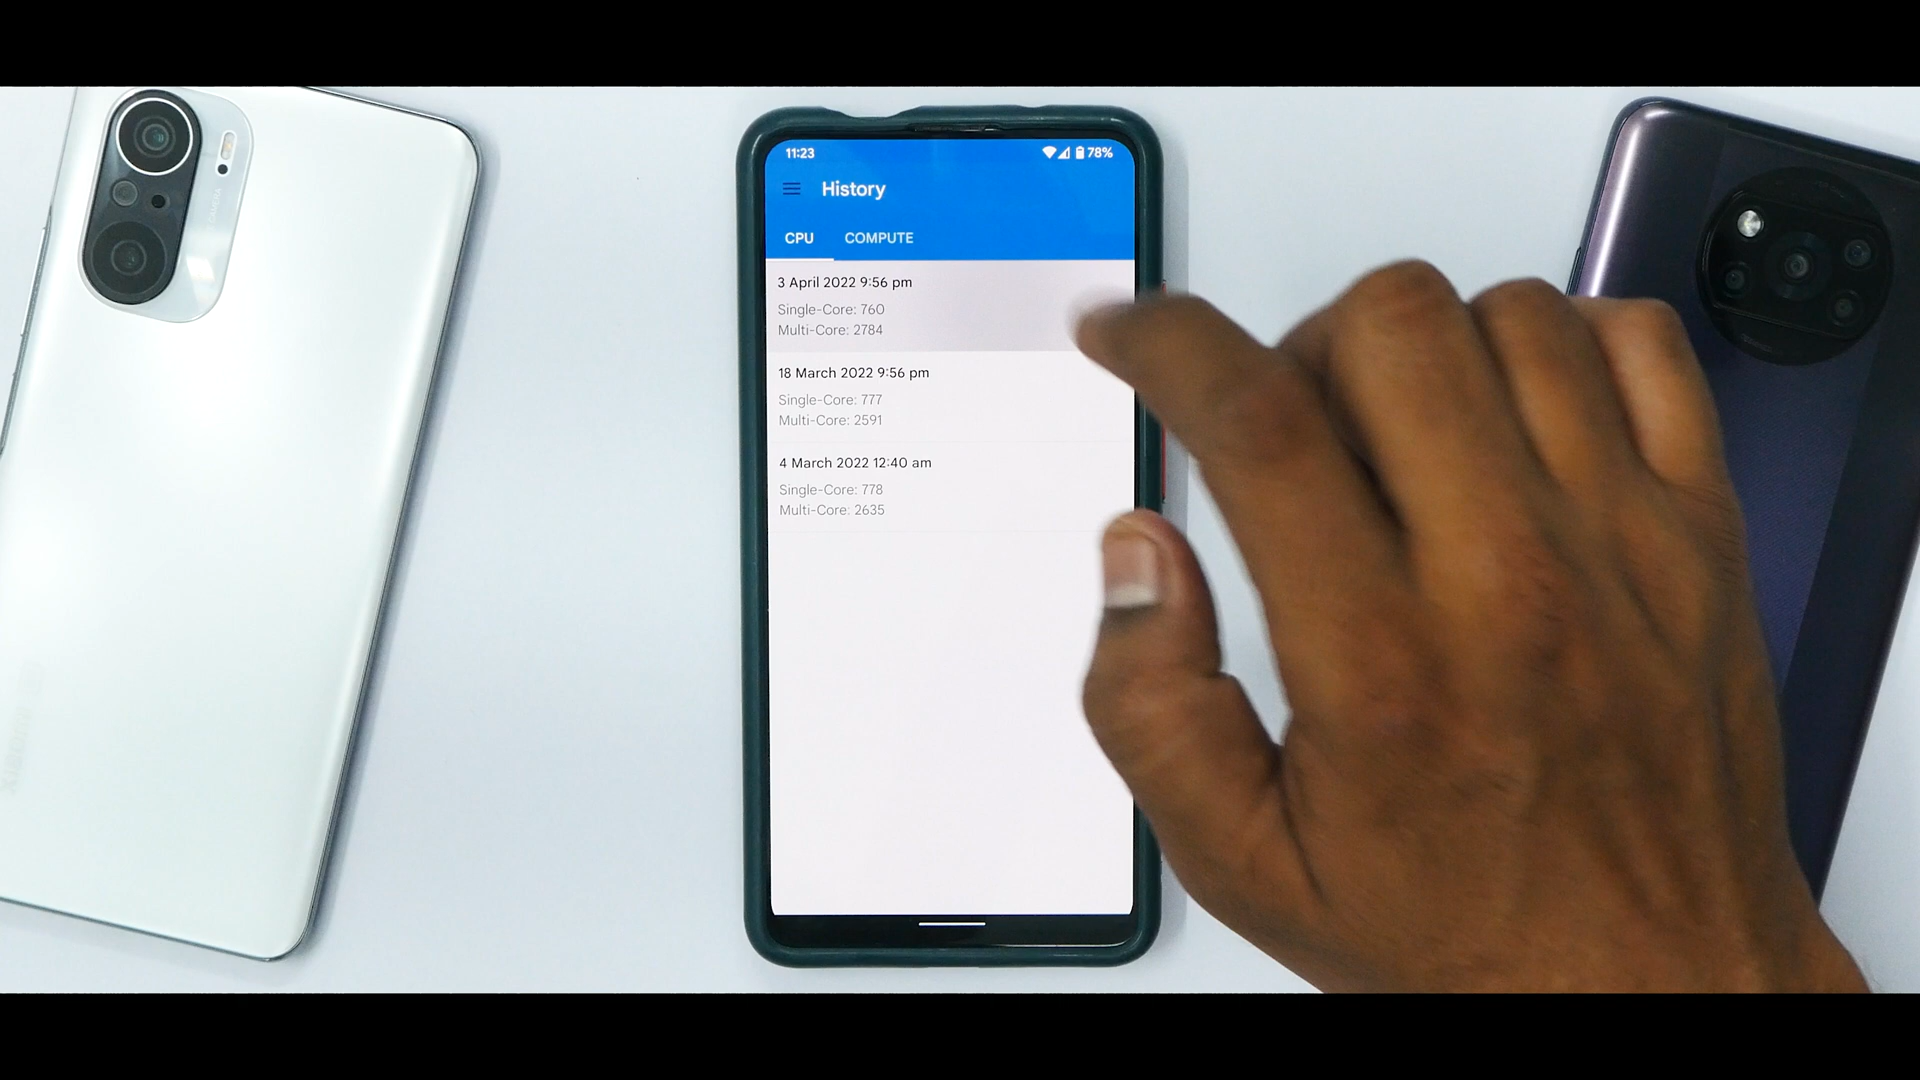 11:23
78%
History
CPU
COMPUTE
3 April 2022 9:56 pm
Single-Core: 760
Multi-Core: 2784
18 March 2022 9:56 pm
Single-Core: 777
Multi-Core: 2591
4 March 2022 12:40 am
Single-Core: 778
Multi-Core: 2635